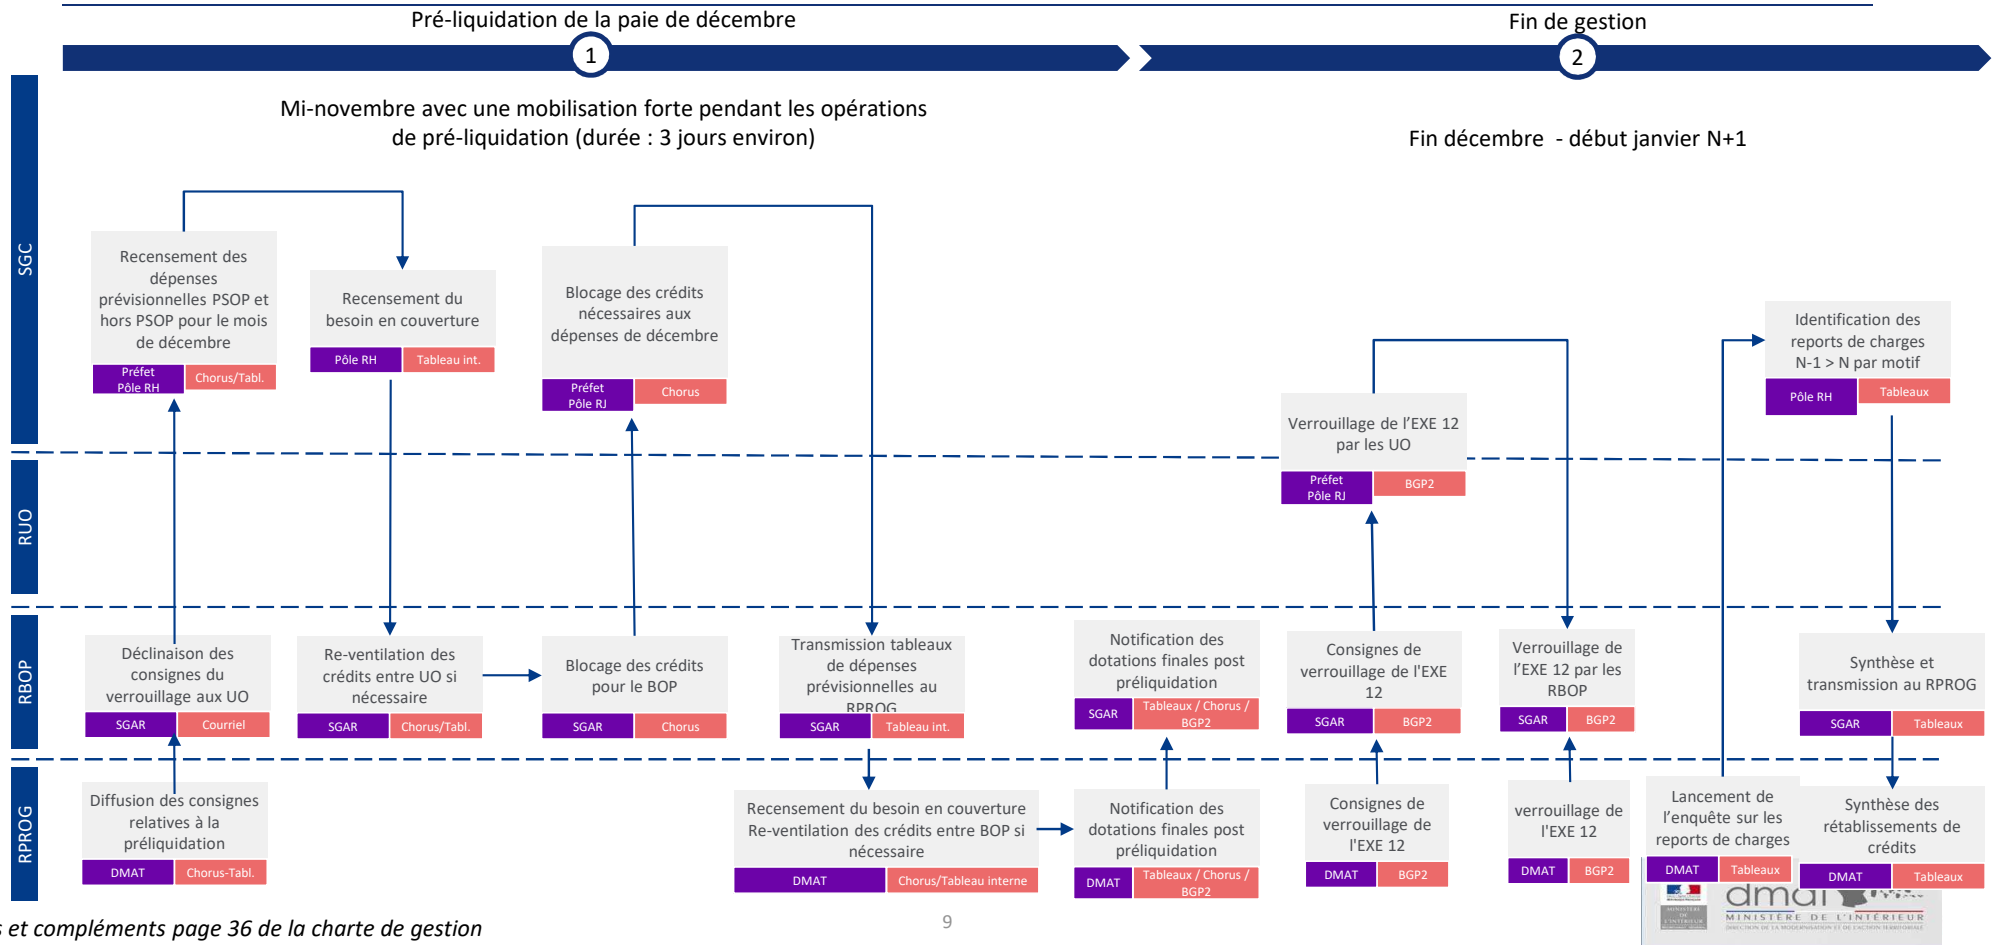 Pré-liquidation de la paie de décembre
Fin de gestion
1
2
Mi-novembre avec une mobilisation forte pendant les opérations
de pré-liquidation (durée : 3 jours environ)
Fin décembre - début janvier N+1
SGC
Recensement des
dépenses
prévisionnelles PSOP et
hors PSOP pour le mois
de décembre
Préfet
Pôle RH
Chorus/Tabl.
Recensement du
besoin en couverture
Pôle RH
Tableau int.
Blocage des crédits
nécessaires aux
dépenses de décembre
Préfet
Pôle RJ
Chorus
Verrouillage de l'EXE 12
par les UO
Préfet
Pôle RJ
BGP2
Identification des
reports de charges
N-1 > N par motif
Pôle RH
Tableaux
RUO
RBOP
Déclinaison des
consignes du
verrouillage aux UO
SGAR
Courriel
Re-ventilation des
crédits entre UO si
nécessaire
SGAR
Chorus/Tabl.
Blocage des crédits
pour le BOP
SGAR
Chorus
Transmission tableaux
de dépenses
prévisionnelles au
RPROG
SGAR
Tableau int.
Notification des
dotations finales post
préliquidation
SGAR
Tableaux / Chorus /
BGP2
Consignes de
verrouillage de l'EXE
12
SGAR
BGP2
Verrouillage de
l'EXE 12 par les
RBOP
SGAR
BGP2
Synthèse et
transmission au RPROG
SGAR
Tableaux
RPROG
Diffusion des consignes
relatives à la
préliquidation
DMAT
Chorus-Tabl.
Recensement du besoin en couverture
Re-ventilation des crédits entre BOP si
nécessaire
DMAT
Chorus/Tableau interne
Notification des
dotations finales post
préliquidation
DMAT
Tableaux / Chorus /
BGP2
Consignes de
verrouillage de
l'EXE 12
DMAT
BGP2
verrouillage de
l'EXE 12
DMAT
BGP2
Lancement de
l'enquête sur les
reports de charges
DMAT
Tableaux
Synthèse des
rétablissements de
crédits
DMAT
Tableaux
s et compléments page 36 de la charte de gestion
9
MINISTÈRE
DE
L'INTÉRIEUR
dmat
MINISTÈRE DE L'INTÉRIEUR
DIRECTION DE LA MODERNISATION ET DE L'ACTION TERRITORIALE